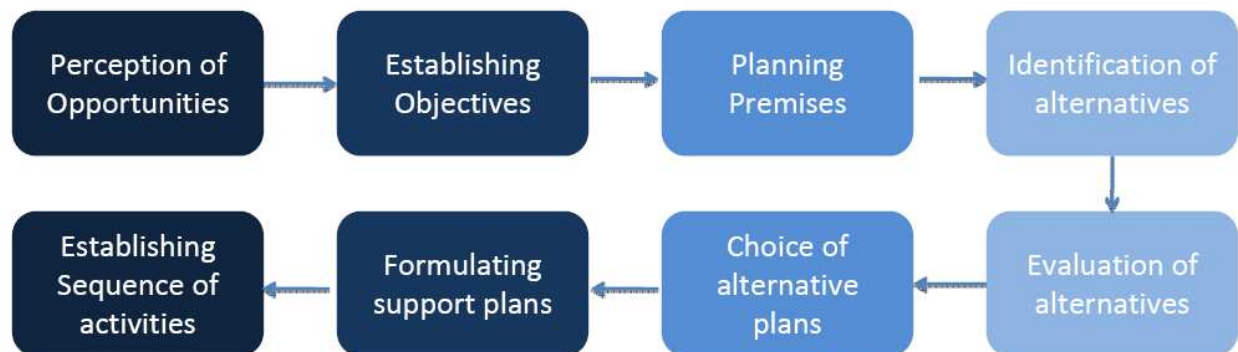 Perception of
Opportunities
Establishing
Objectives
Planning
Premises
Identification of
alternatives
Evaluation of
alternatives
Choice of
alternative
plans
Formulating
support plans
Establishing
Sequence of
activities